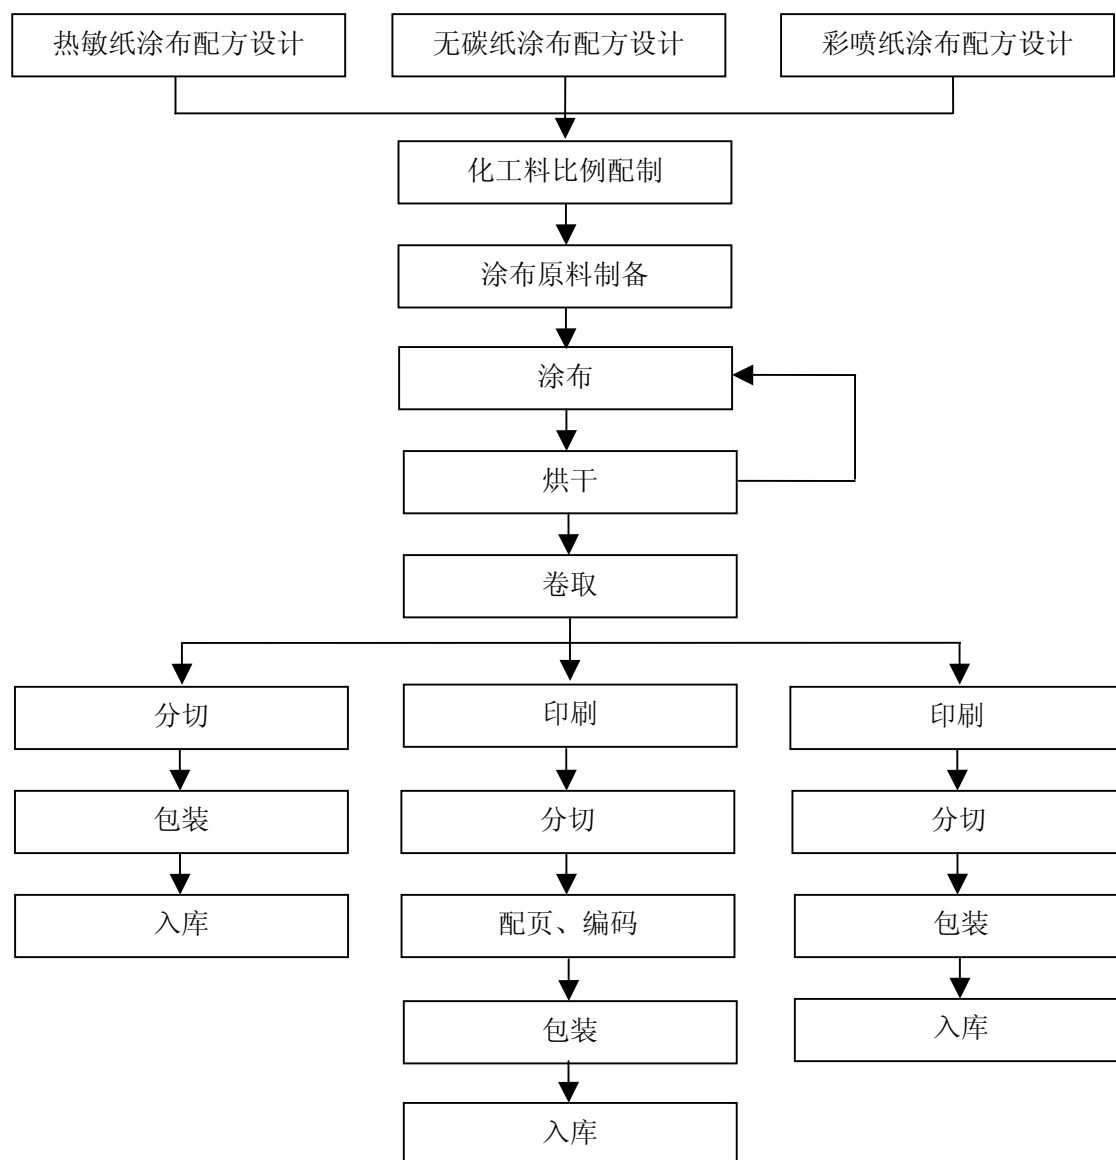 热敏纸涂布配方设计
无碳纸涂布配方设计
彩喷纸涂布配方设计
化工料比例配制
涂布原料制备
涂布
烘干
卷取
分切
印刷
印刷
包装
分切
分切
入库
配页、编码
包装
包装
入库
入库